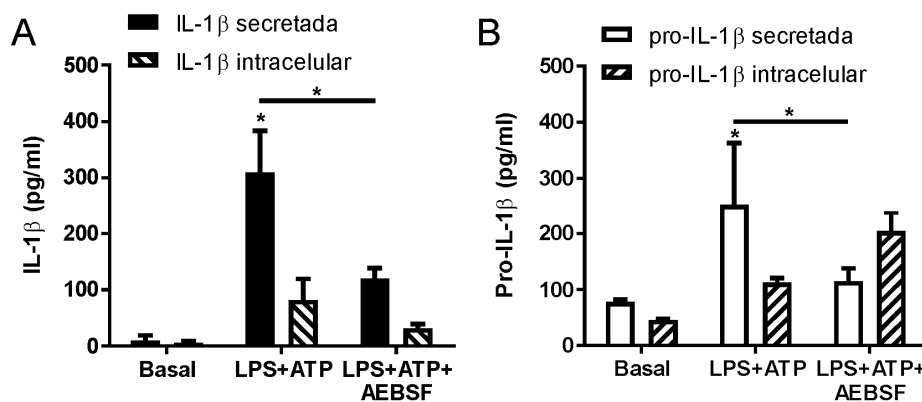 A
IL-1β secretada
IL-1β intracelular
IL-1β (pg/ml)
500
400
300
200
100
0
*
*
Basal
LPS+ATP
LPS+ATP+
AEBSF
B
pro-IL-1β secretada
pro-IL-1β intracelular
Pro-IL-1β (pg/ml)
500
400
300
200
100
0
*
*
Basal
LPS+ATP
LPS+ATP+
AEBSF